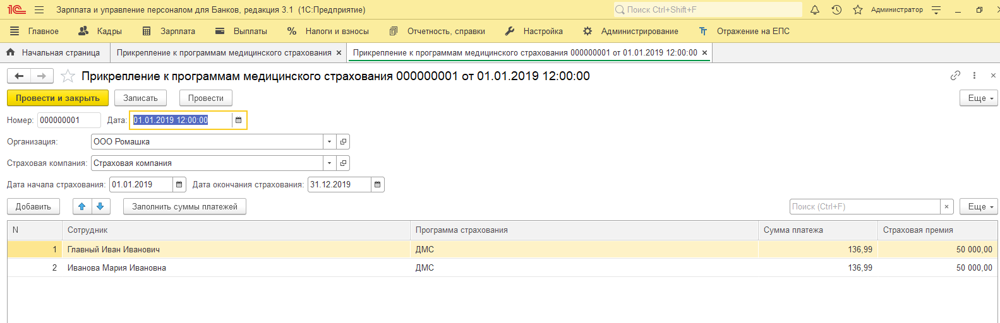 1С Зарплата и управление персоналом для Банков, редакция 3.1 (1С:Предприятие) Поиск Ctrl+Shift+F Администратор
Главное Кадры Зарплата Выплаты Налоги и взносы Отчетность, справки Настройка Администрирование Отражение на ЕПС
Начальная страница Прикрепление к программам медицинского страхования Прикрепление к программам медицинского страхования 000000001 от 01.01.2019 12:00:00
Прикрепление к программам медицинского страхования 000000001 от 01.01.2019 12:00:00
Провести и закрыть Записать Провести Еще
Номер: 000000001 Дата: 01.01.2019 12:00:00
Организация: ООО Ромашка
Страховая компания: Страховая компания
Дата начала страхования: 01.01.2019 Дата окончания страхования: 31.12.2019
Добавить Заполнить суммы платежей Поиск (Ctrl+F) Еще
N Сотрудник Программа страхования Сумма платежа Страховая премия
1 Главный Иван Иванович ДМС 136,99 50 000,00
2 Иванова Мария Ивановна ДМС 136,99 50 000,00